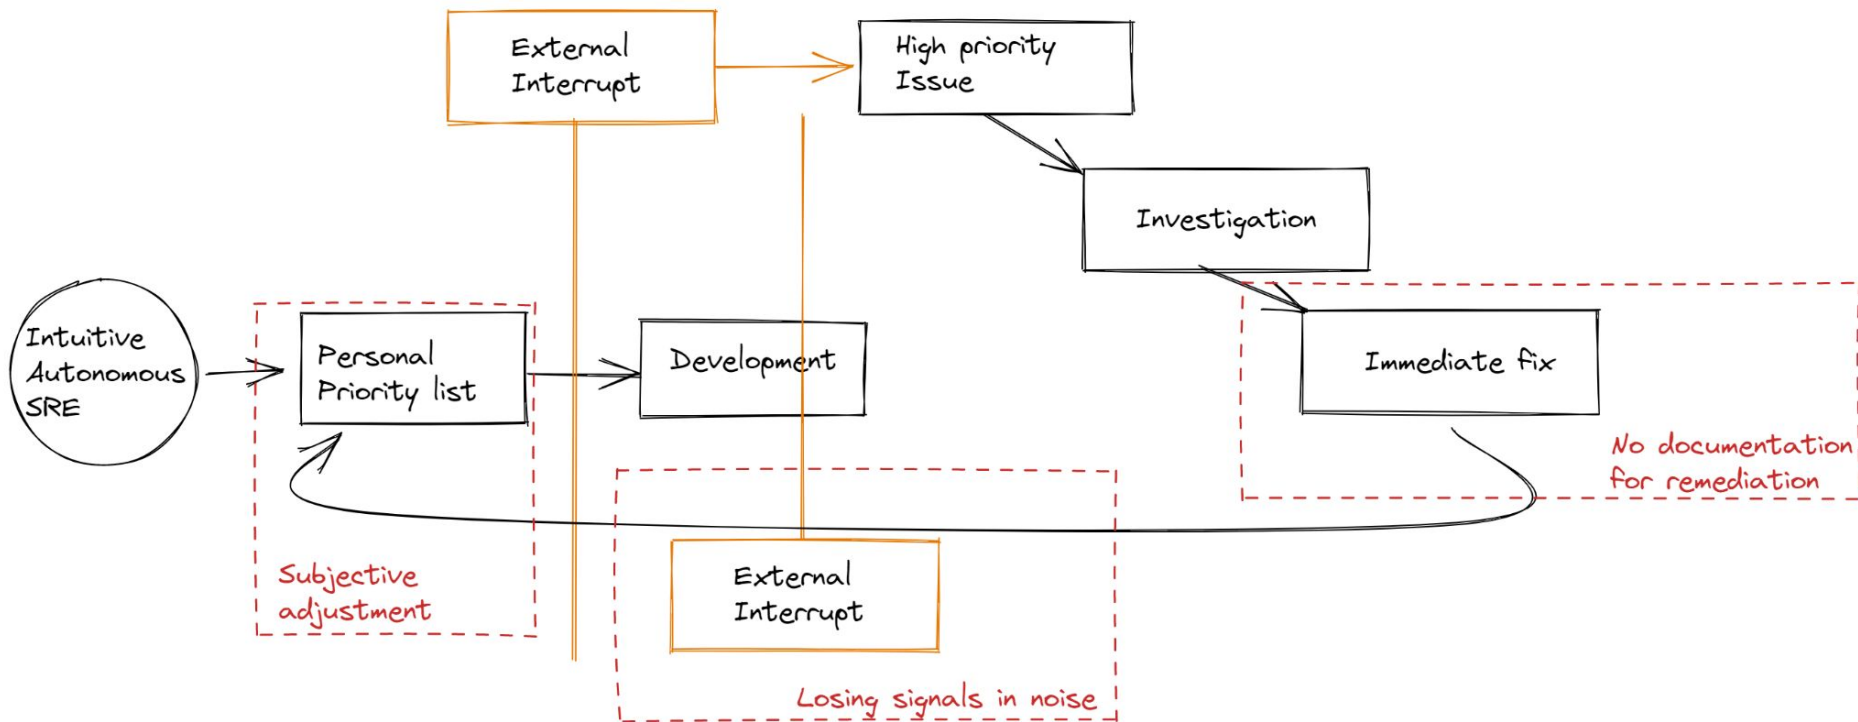 External
Interrupt
High priority
Issue
Investigation
Intuitive
Autonomous
SRE
Personal
Priority list
Development
Immediate fix
No documentation
for remediation
Subjective
adjustment
External
Interrupt
Losing signals in noise